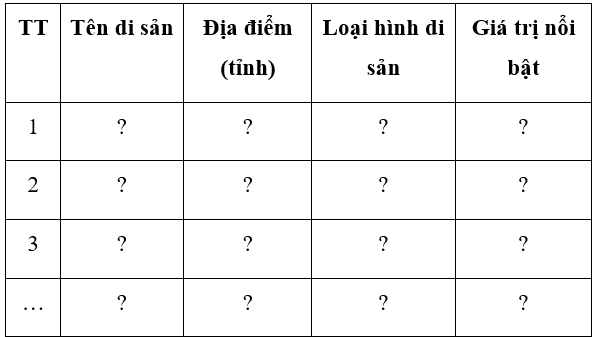 TT Tên di sản Địa điểm (tỉnh) Loại hình di sản Giá trị nổi bật
1 ? ? ? ?
2 ? ? ? ?
3 ? ? ? ?
… ? ? ? ?